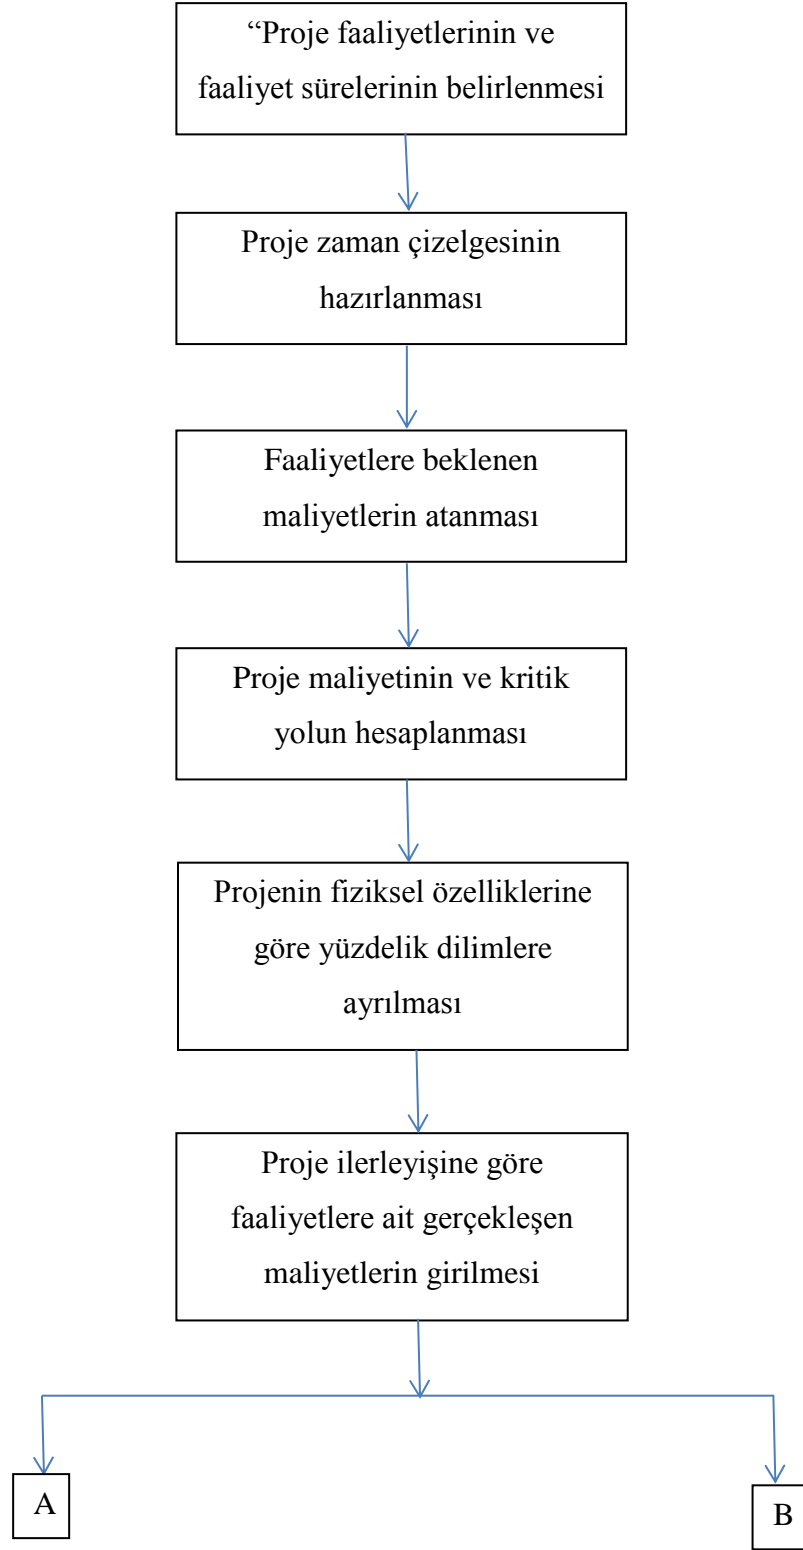 “Proje faaliyetlerinin ve
faaliyet sürelerinin belirlenmesi
Proje zaman çizelgesinin
hazırlanması
Faaliyetlere beklenen
maliyetlerin atanması
Proje maliyetinin ve kritik
yolun hesaplanması
Projenin fiziksel özelliklerine
göre yüzdelik dilimlere
ayrılması
Proje ilerleyişine göre
faaliyetlere ait gerçekleşen
maliyetlerin girilmesi
A
B